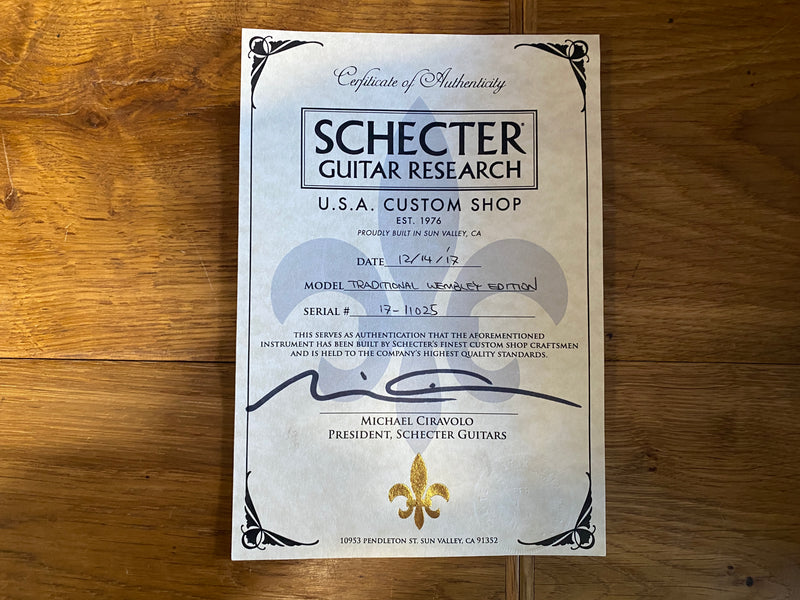 Certificate of Authenticity
SCHECTER®
GUITAR RESEARCH
U.S.A. CUSTOM SHOP
EST. 1976
PROUDLY BUILT IN SUN VALLEY, CA
DATE 12/14/17
MODEL TRADITIONAL WEMBLEY EDITION
SERIAL # 17-11025
THIS SERVES AS AUTHENTICATION THAT THE AFOREMENTIONED
INSTRUMENT HAS BEEN BUILT BY SCHECTER'S FINEST CUSTOM SHOP CRAFTSMEN
AND IS HELD TO THE COMPANY'S HIGHEST QUALITY STANDARDS.
MICHAEL CIRAVOLO
PRESIDENT, SCHECTER GUITARS
10953 PENDLETON ST. SUN VALLEY, CA 91352